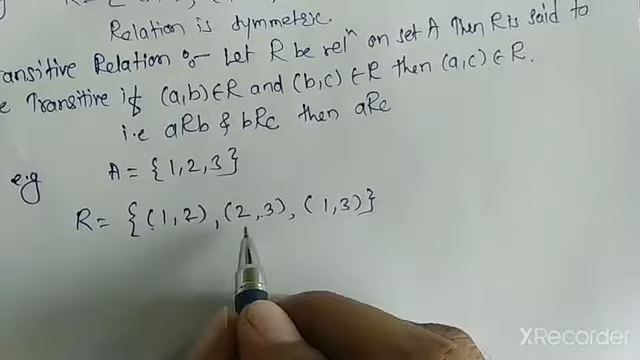 Relation is symmetric.
ansitive Relation :- Let R be relⁿ on set A Then R is said to
e Transitive if (a,b)∈R and (b,c)∈R then (a,c)∈R.
i.e aRb & bRc then aRc
e.g A = {1,2,3}
R = {(1,2),(2,3),(1,3)}
XRecorder